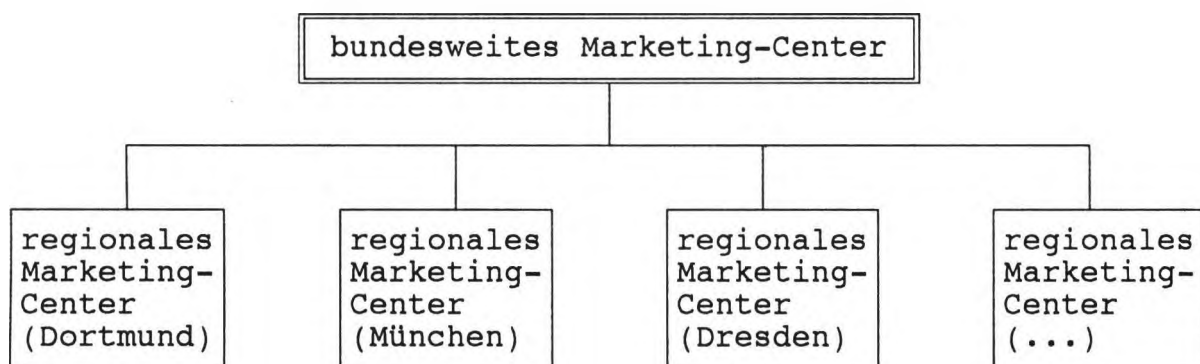 bundesweites Marketing-Center
regionales
Marketing-
Center
(Dortmund)
regionales
Marketing-
Center
(München)
regionales
Marketing-
Center
(Dresden)
regionales
Marketing-
Center
(...)